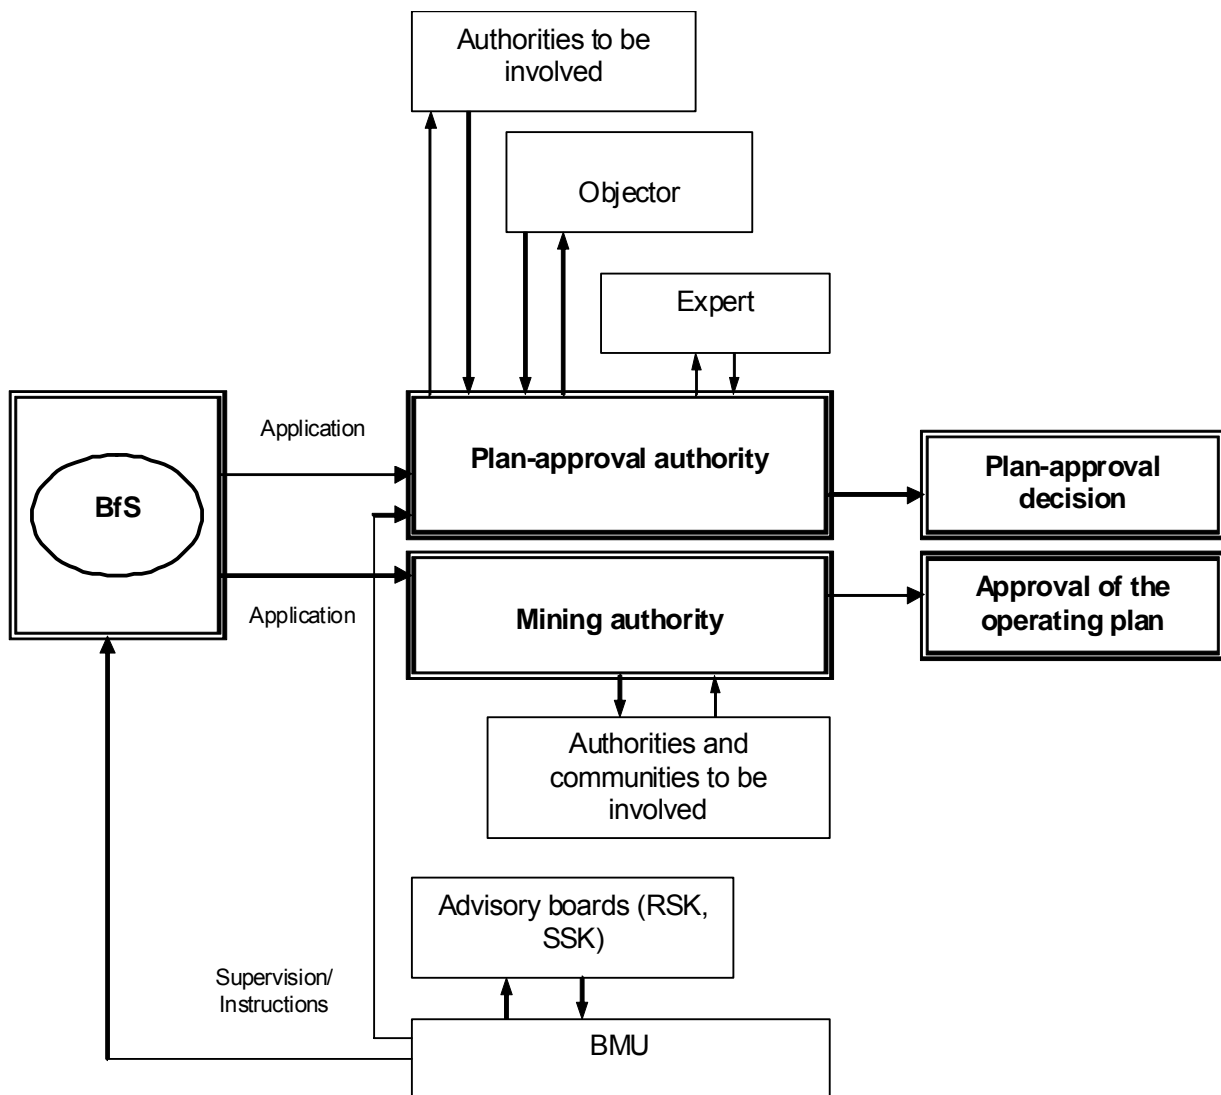 Authorities to be
involved
Objector
Expert
Application
Plan-approval authority
Plan-approval
decision
BfS
Application
Mining authority
Approval of the
operating plan
Authorities and
communities to be
involved
Advisory boards (RSK,
SSK)
Supervision/
Instructions
BMU